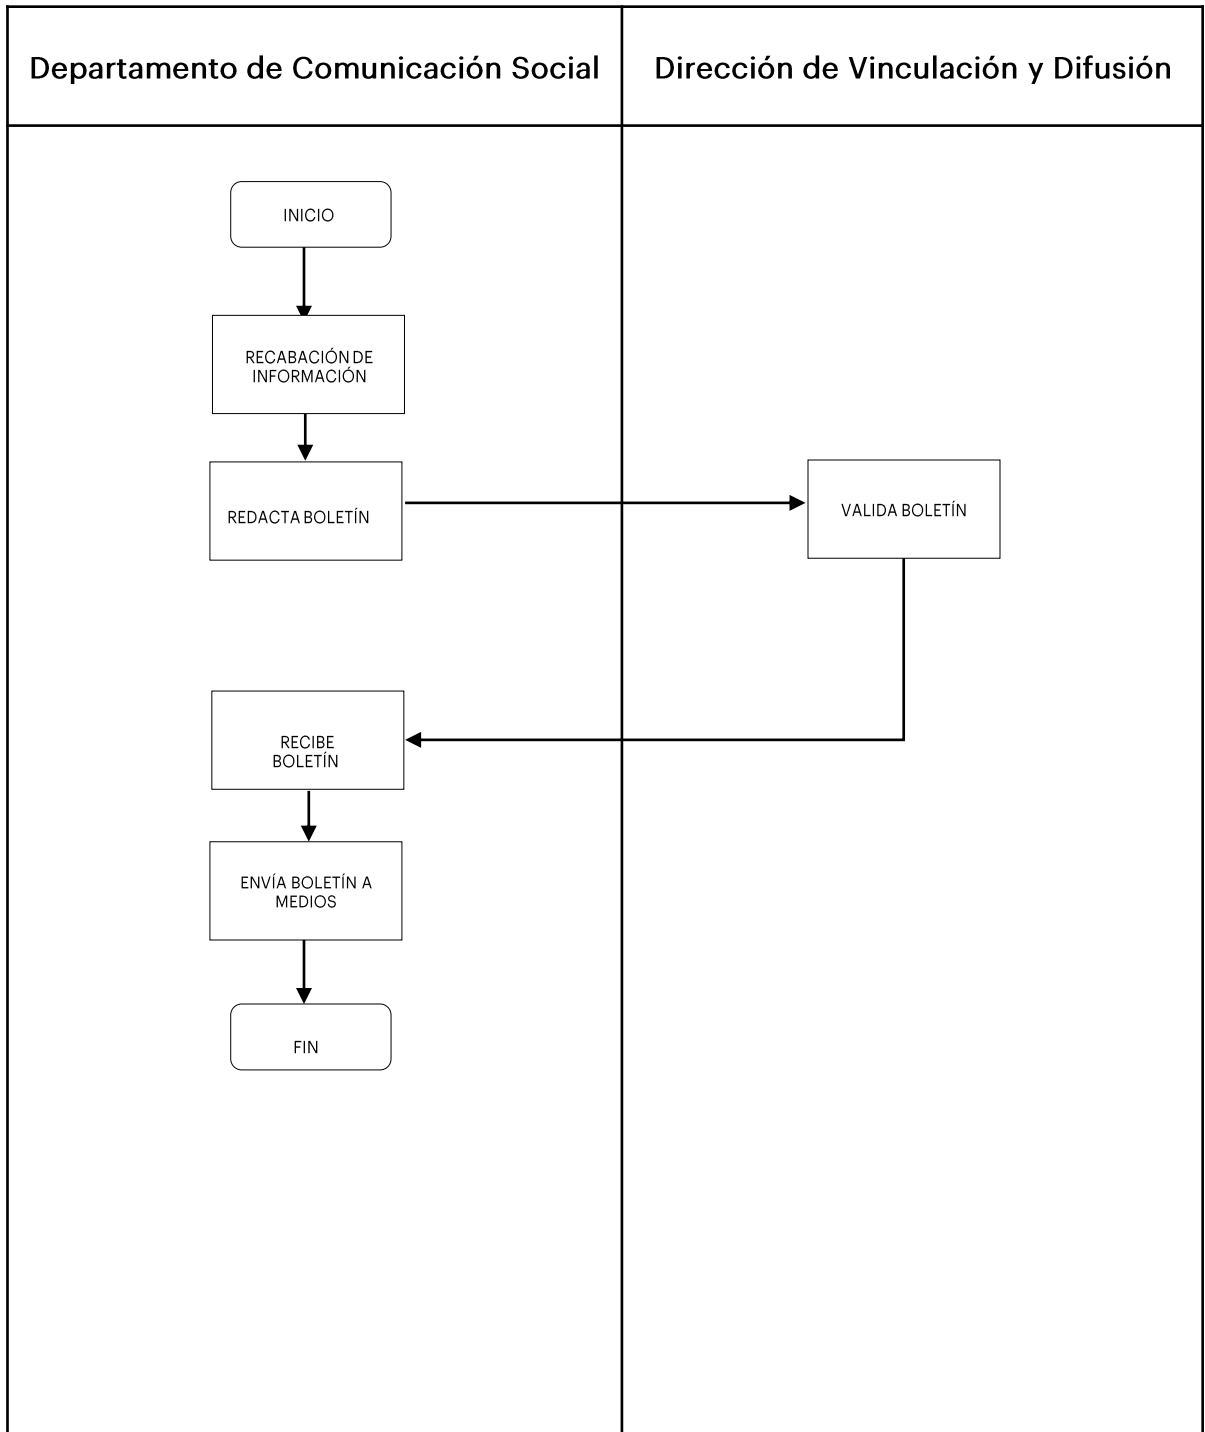 Departamento de Comunicación Social
Dirección de Vinculación y Difusión
INICIO
RECABACIÓN DE
INFORMACIÓN
REDACTA BOLETÍN
VALIDA BOLETÍN
RECIBE
BOLETÍN
ENVÍA BOLETÍN A
MEDIOS
FIN